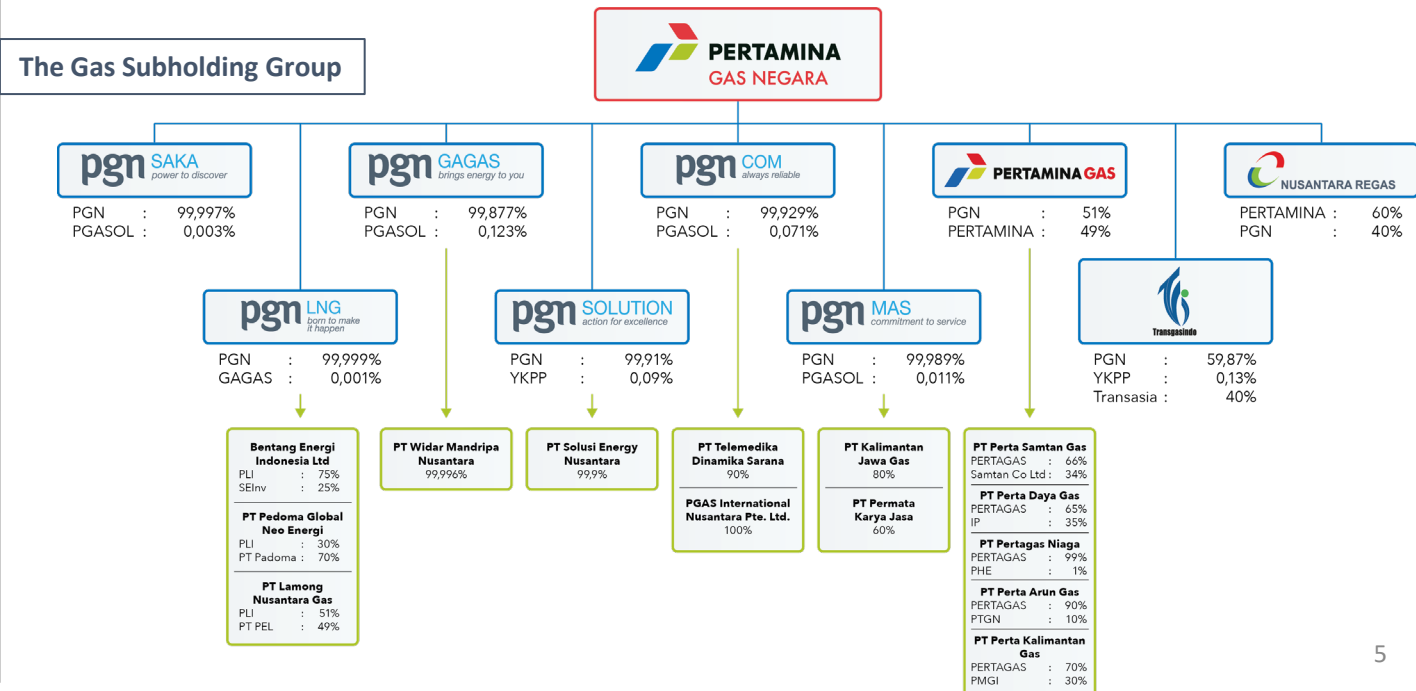 The Gas Subholding Group
PERTAMINA
GAS NEGARA
pgn SAKA
power to discover
PGN : 99,997%
PGASOL : 0,003%
pgn GAGAS
brings energy to you
PGN : 99,877%
PGASOL : 0,123%
pgn COM
always reliable
PGN : 99,929%
PGASOL : 0,071%
PERTAMINA GAS
PGN : 51%
PERTAMINA : 49%
NUSANTARA REGAS
PERTAMINA : 60%
PGN : 40%
pgn LNG
born to make
it happen
PGN : 99,999%
GAGAS : 0,001%
pgn SOLUTION
action for excellence
PGN : 99,91%
YKPP : 0,09%
pgn MAS
commitment to service
PGN : 99,989%
PGASOL : 0,011%
Transgasindo
PGN : 59,87%
YKPP : 0,13%
Transasia : 40%
Bentang Energi
Indonesia Ltd
PLI : 75%
SEInv : 25%
PT Pedoma Global
Neo Energi
PLI : 30%
PT Padoma : 70%
PT Lamong
Nusantara Gas
PLI : 51%
PT PEL : 49%
PT Widar Mandripa
Nusantara
99,996%
PT Solusi Energy
Nusantara
99,9%
PT Telemedika
Dinamika Sarana
90%
PGAS International
Nusantara Pte. Ltd.
100%
PT Kalimantan
Jawa Gas
80%
PT Permata
Karya Jasa
60%
PT Perta Samtan Gas
PERTAGAS : 66%
Samtan Co Ltd : 34%
PT Perta Daya Gas
PERTAGAS : 65%
IP : 35%
PT Pertagas Niaga
PERTAGAS : 99%
PHE : 1%
PT Perta Arun Gas
PERTAGAS : 90%
PTGN : 10%
PT Perta Kalimantan
Gas
PERTAGAS : 70%
PMGI : 30%
5